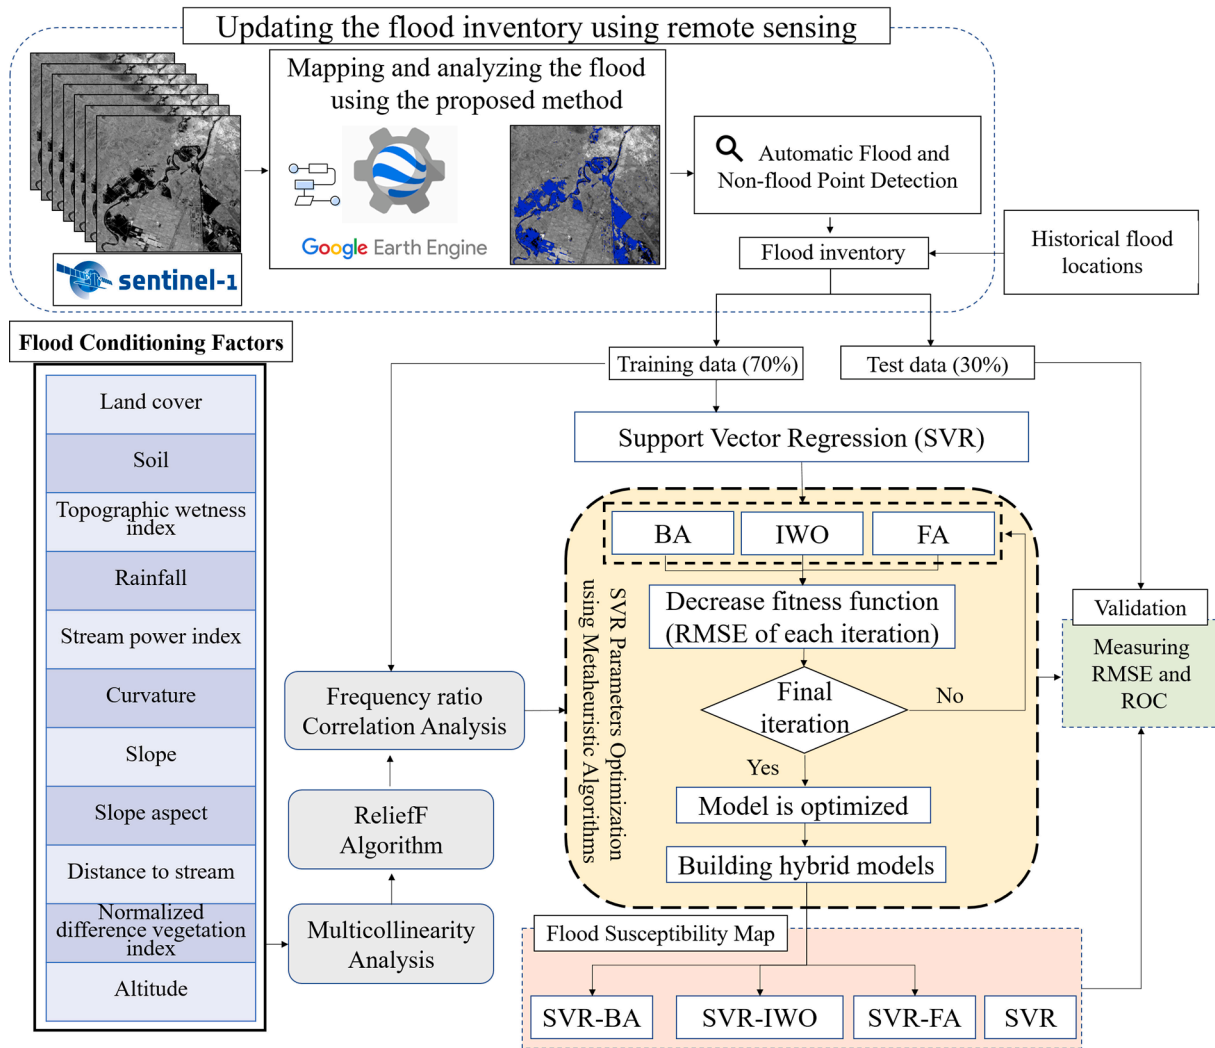 Updating the flood inventory using remote sensing
Mapping and analyzing the flood
using the proposed method
Google Earth Engine
sentinel-1
Automatic Flood and
Non-flood Point Detection
Flood inventory
Historical flood
locations
Training data (70%)
Test data (30%)
Flood Conditioning Factors
Land cover
Soil
Topographic wetness
index
Rainfall
Stream power index
Curvature
Slope
Slope aspect
Distance to stream
Normalized
difference vegetation
index
Altitude
Multicollinearity
Analysis
ReliefF
Algorithm
Frequency ratio
Correlation Analysis
Support Vector Regression (SVR)
BA
IWO
FA
SVR Parameters Optimization
using Metaheuristic Algorithms
Decrease fitness function
(RMSE of each iteration)
Final
iteration
No
Yes
Model is optimized
Building hybrid models
Validation
Measuring
RMSE and
ROC
Flood Susceptibility Map
SVR-BA
SVR-IWO
SVR-FA
SVR